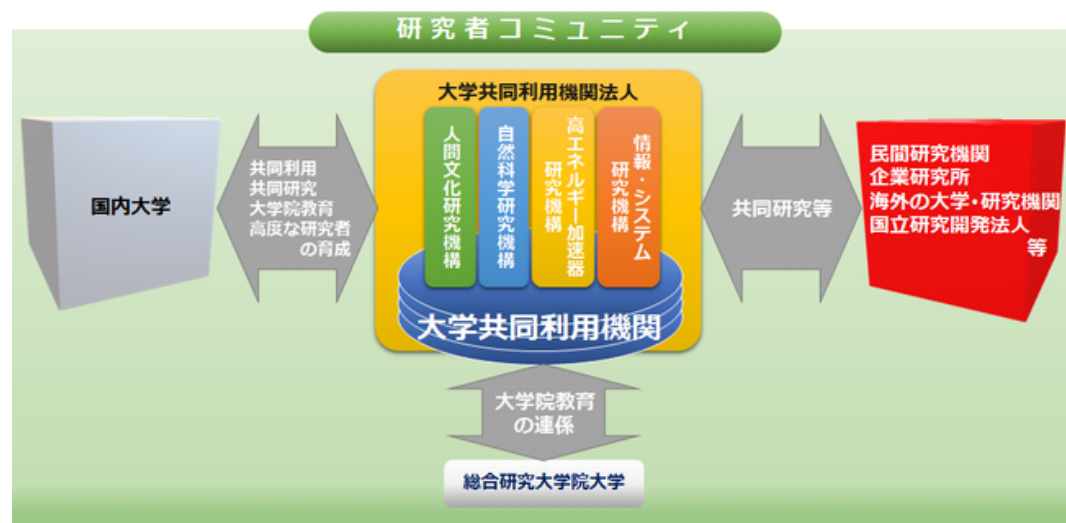 研究者コミュニティ
大学共同利用機関法人
人間文化研究機構
自然科学研究機構
高エネルギー加速器
研究機構
情報・システム
研究機構
大学共同利用機関
国内大学
共同利用
共同研究
大学院教育
高度な研究者
の育成
共同研究等
民間研究機関
企業研究所
海外の大学・研究機関
国立研究開発法人
等
大学院教育
の連係
総合研究大学院大学